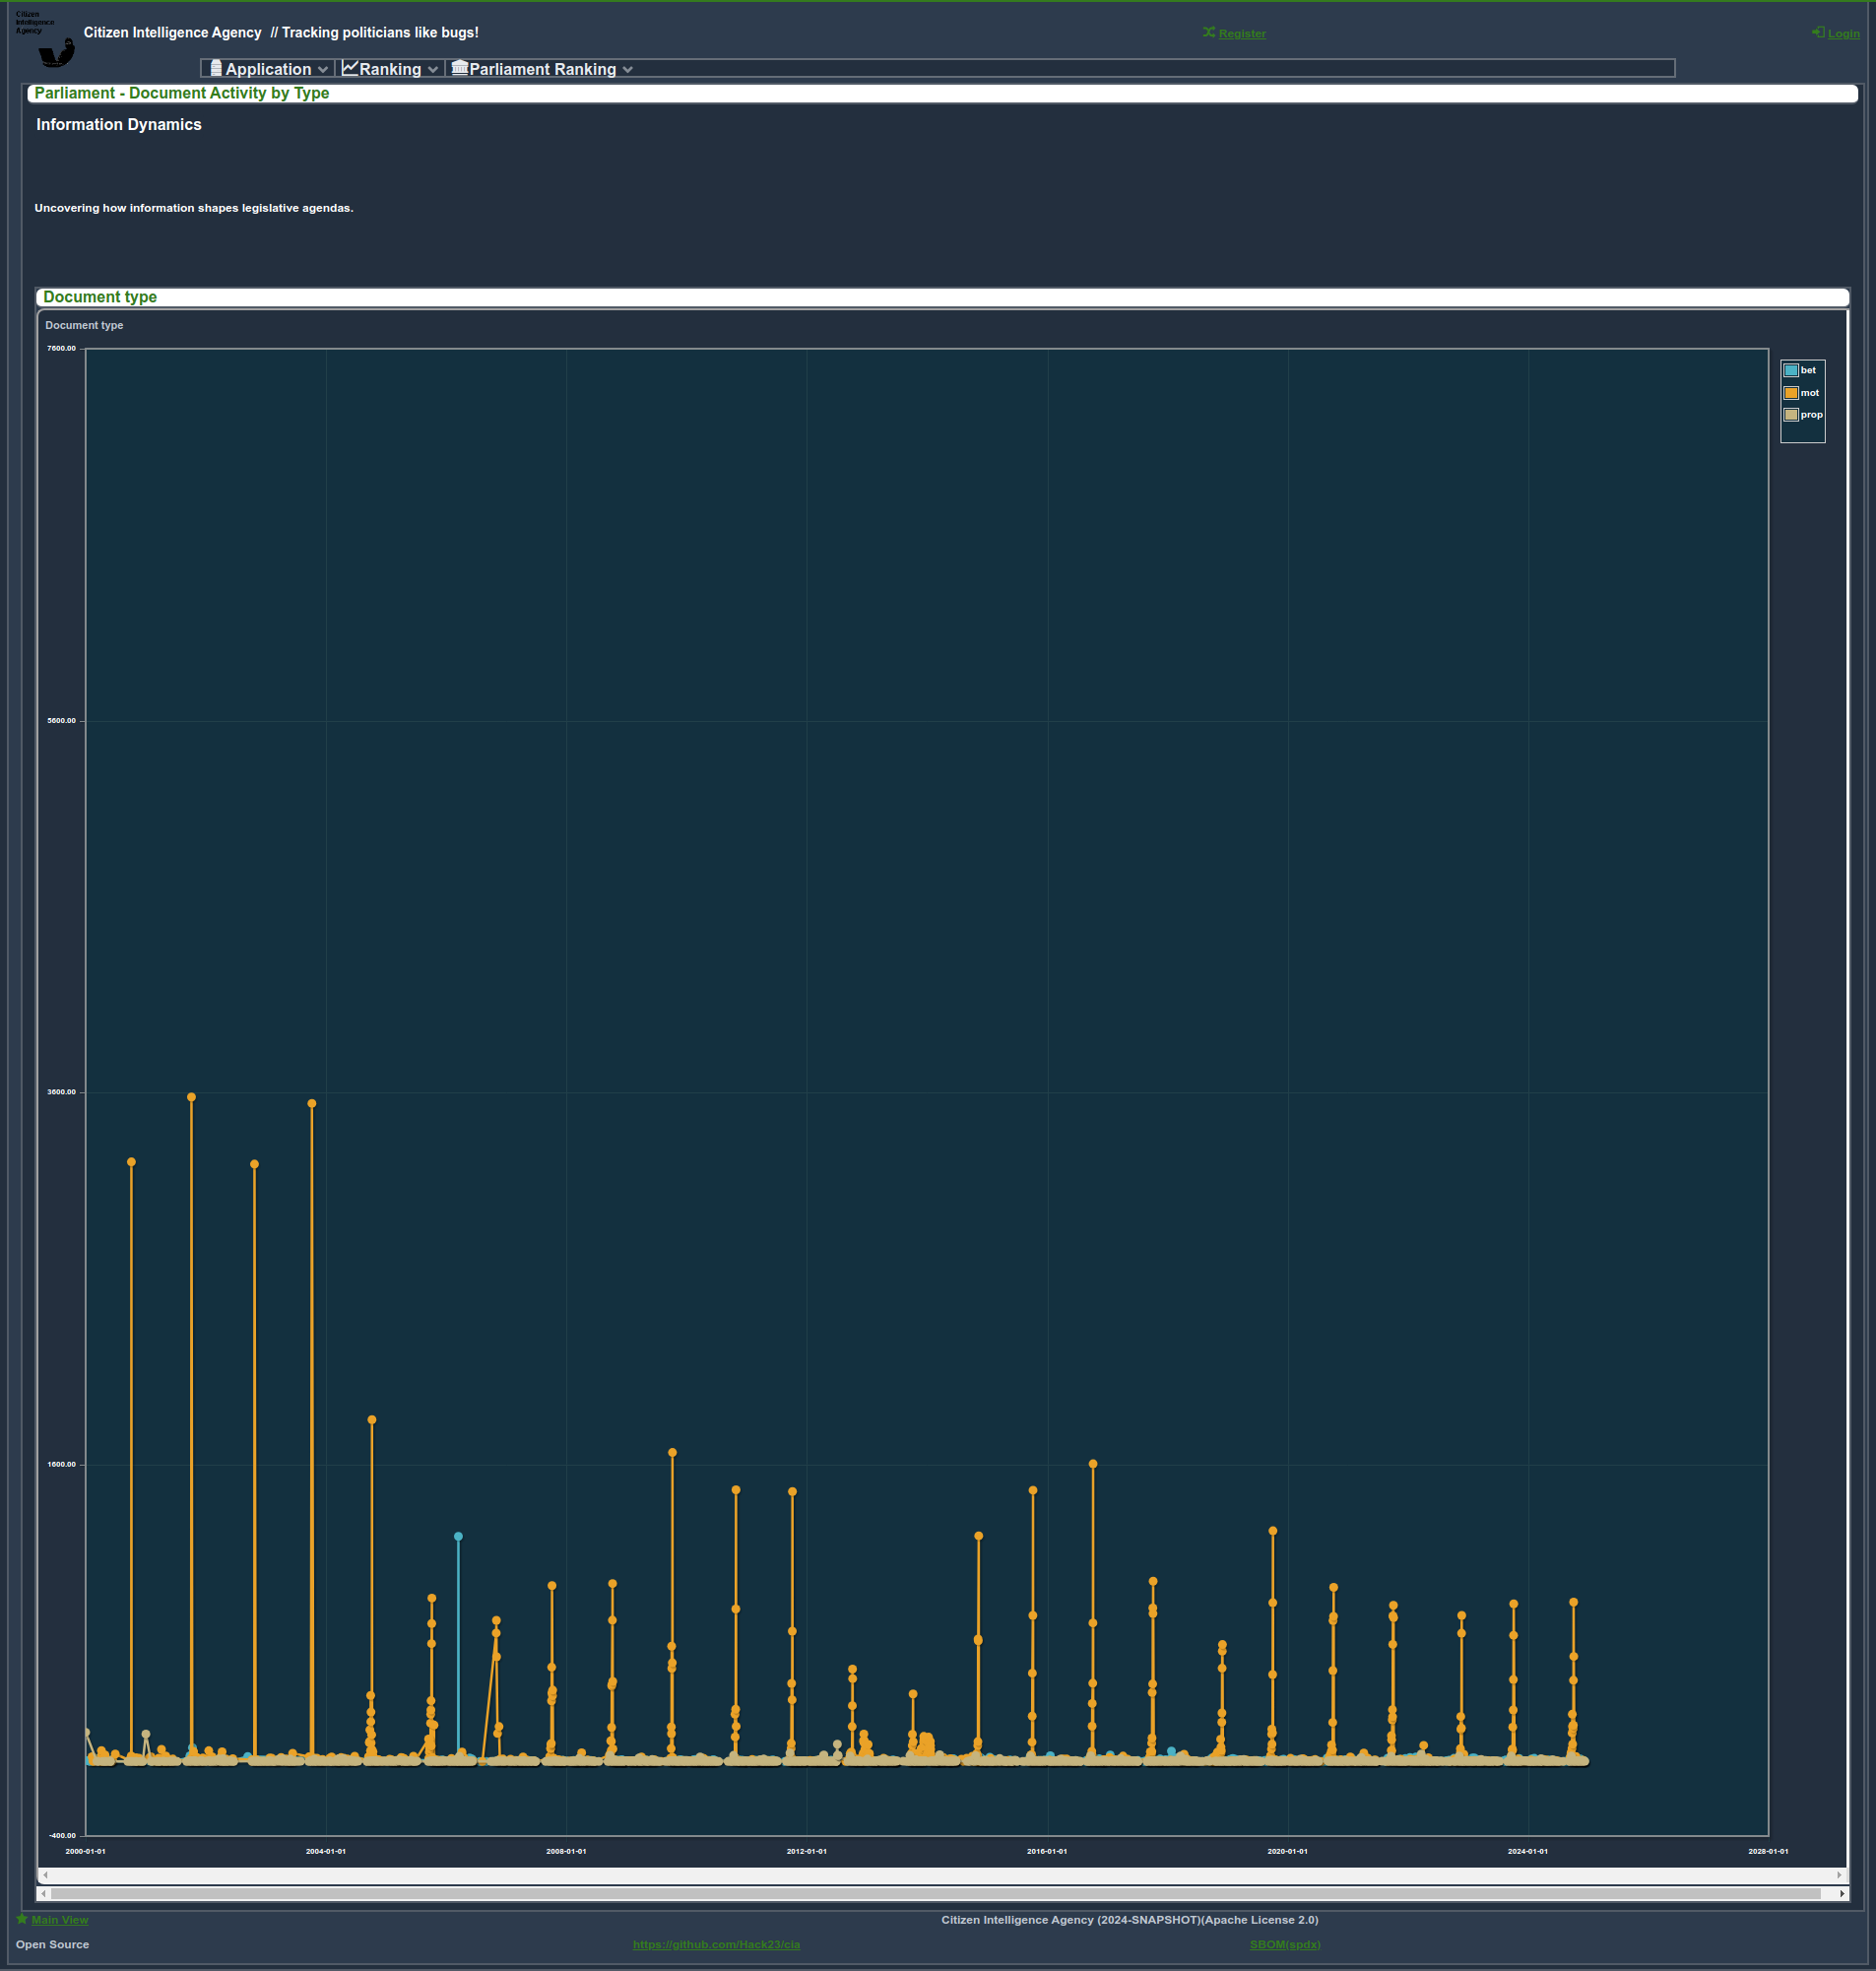 Citizen
Intelligence
Agency
Citizen Intelligence Agency // Tracking politicians like bugs!
Register
Login
Application
Ranking
Parliament Ranking
Parliament - Document Activity by Type
Information Dynamics
Uncovering how information shapes legislative agendas.
Document type
Document type
7600.00
5600.00
3600.00
1600.00
-400.00
bet
mot
prop
2000-01-01
2004-01-01
2008-01-01
2012-01-01
2016-01-01
2020-01-01
2024-01-01
2028-01-01
Main View
Citizen Intelligence Agency (2024-SNAPSHOT)(Apache License 2.0)
Open Source
https://github.com/Hack23/cia
SBOM(spdx)